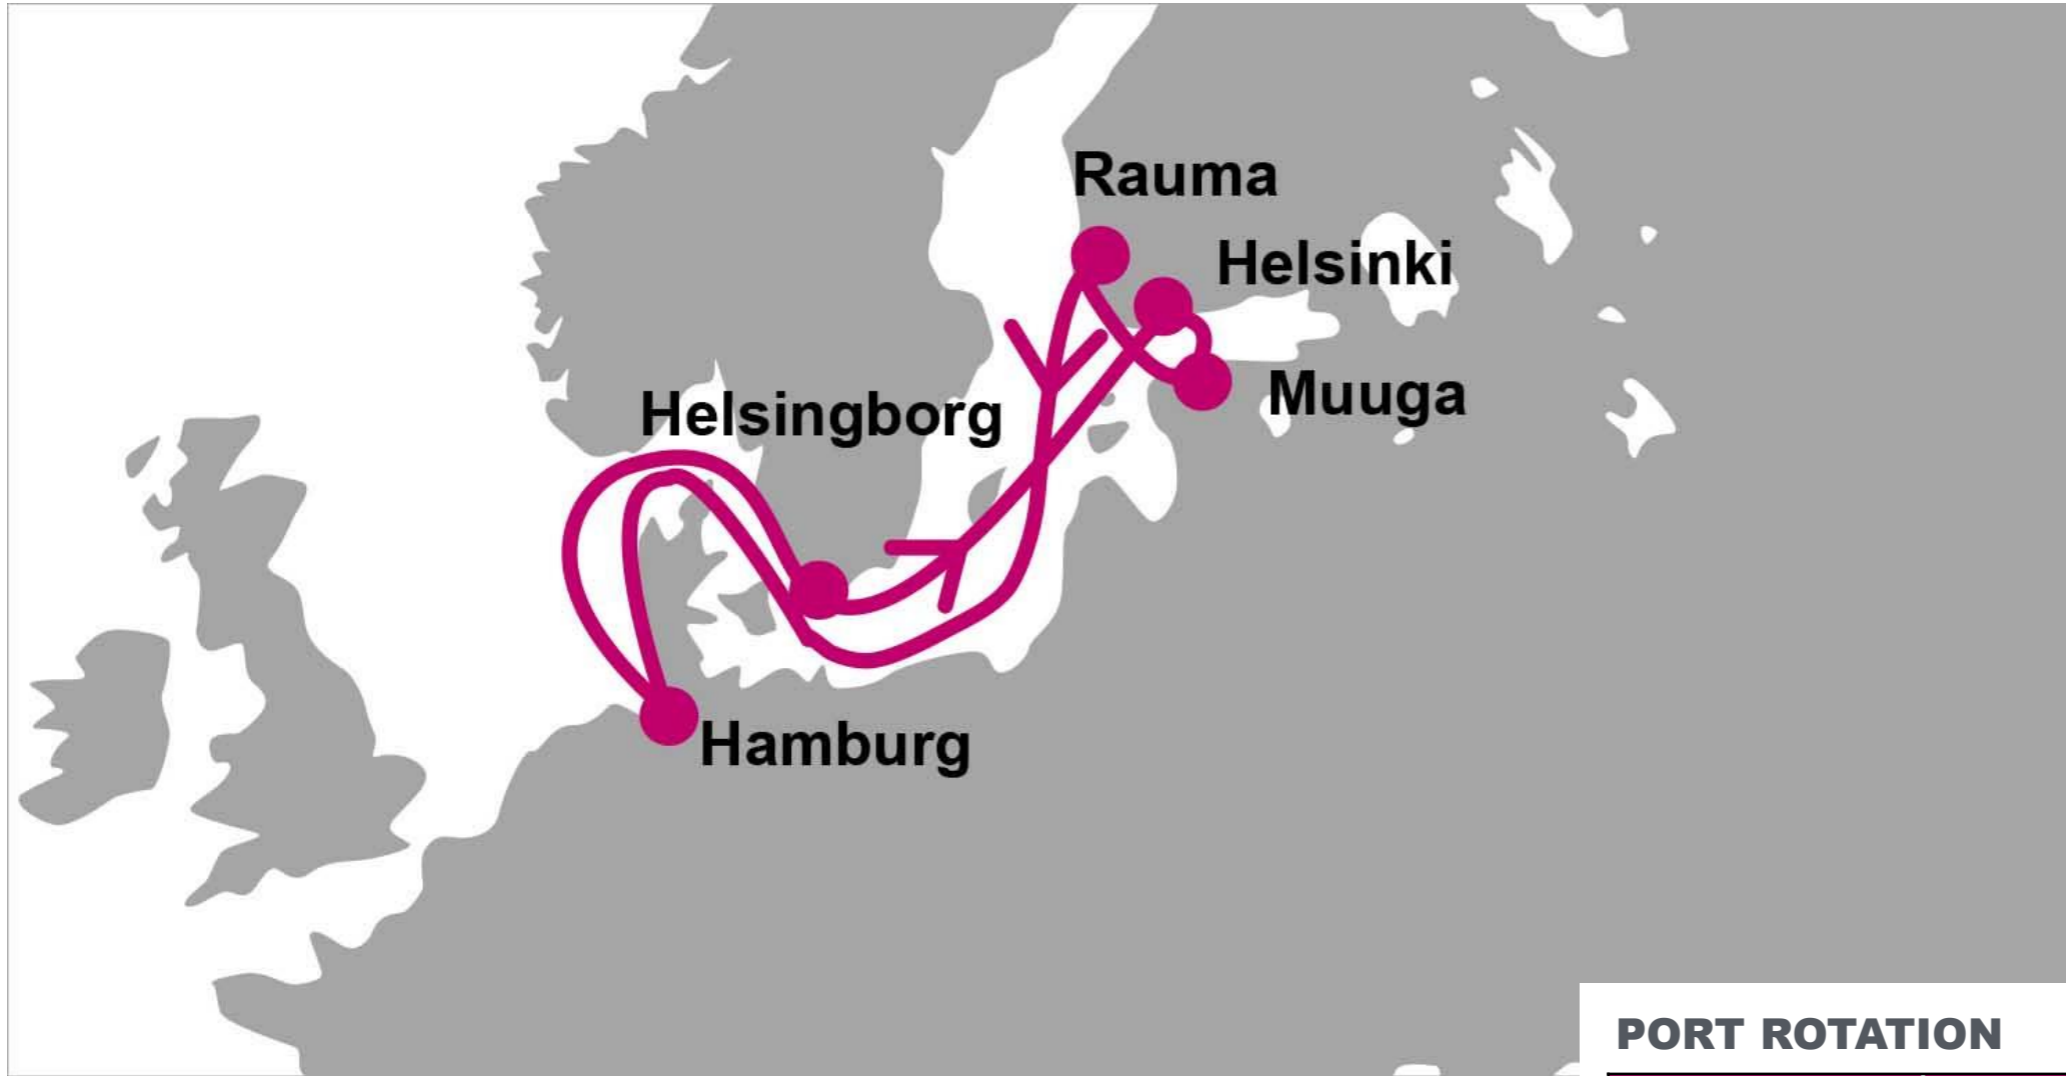 Rauma
Helsinki
Muuga
Helsingborg
Hamburg
PORT ROTATION